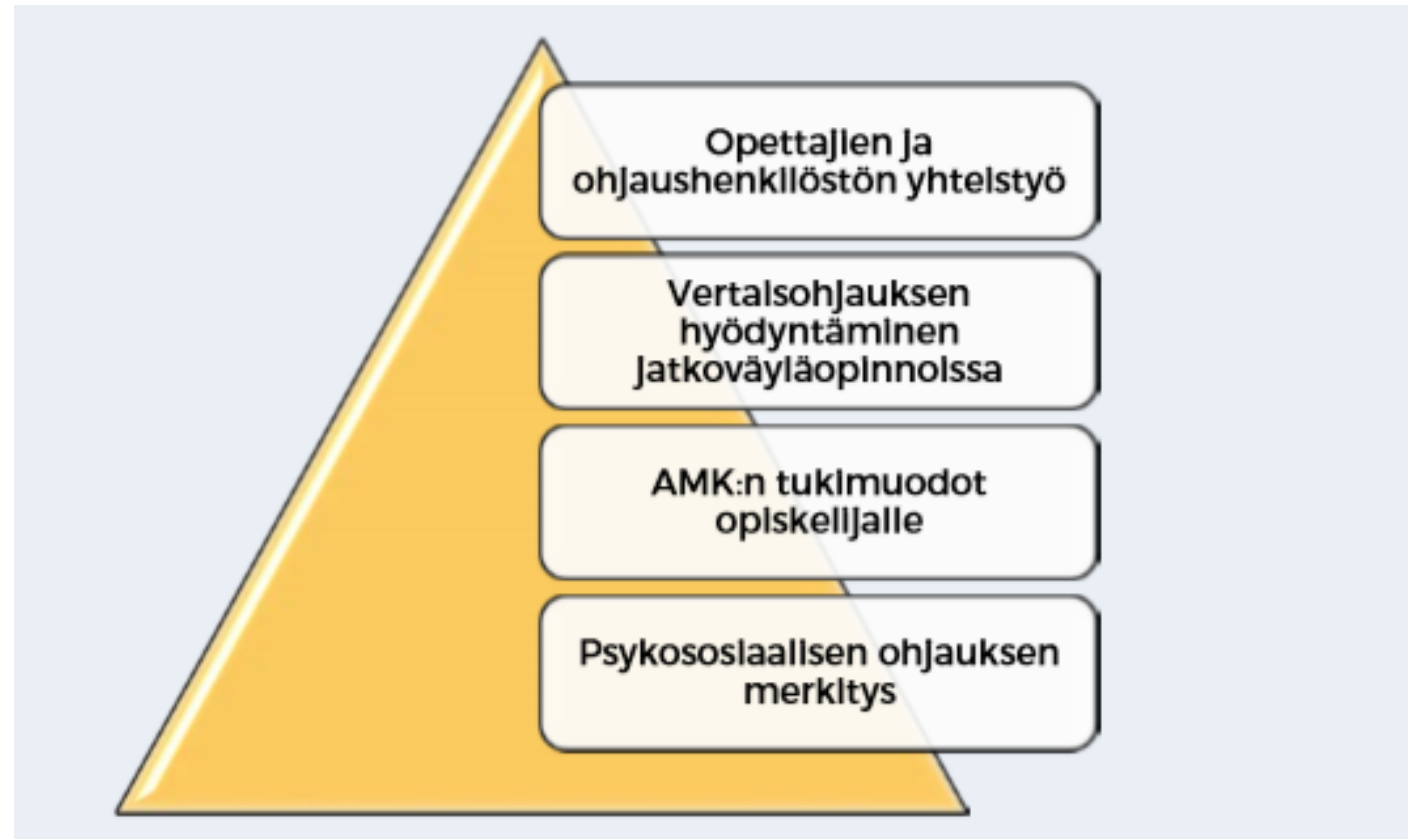 Opettajien ja
ohjaushenkilöstön yhteistyö
Vertaisohjauksen
hyödyntäminen
jatkoväyläopinnoissa
AMK:n tukimuodot
opiskelijalle
Psykososiaalisen ohjauksen
merkitys